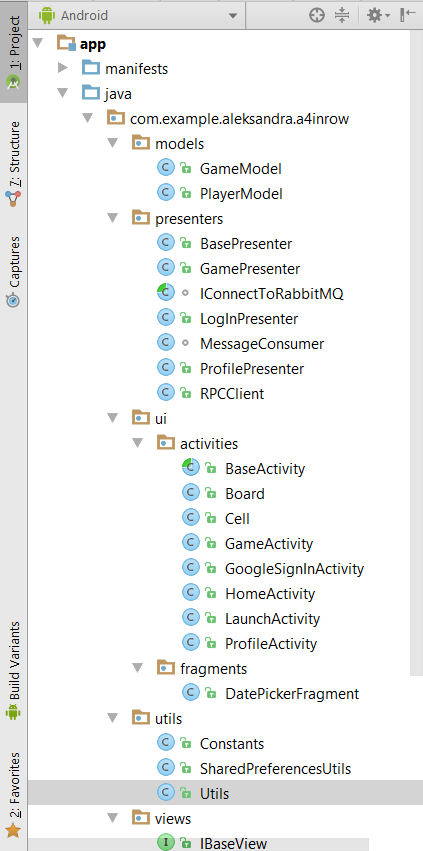 Android
1: Project
app
manifests
java
com.example.aleksandra.a4inrow
models
GameModel
PlayerModel
presenters
BasePresenter
GamePresenter
IConnectToRabbitMQ
LogInPresenter
MessageConsumer
ProfilePresenter
RPCClient
ui
activities
BaseActivity
Board
Cell
GameActivity
GoogleSignInActivity
HomeActivity
LaunchActivity
ProfileActivity
fragments
DatePickerFragment
utils
Constants
SharedPreferencesUtils
Utils
views
IBaseView
7: Structure
Captures
Build Variants
2: Favorites